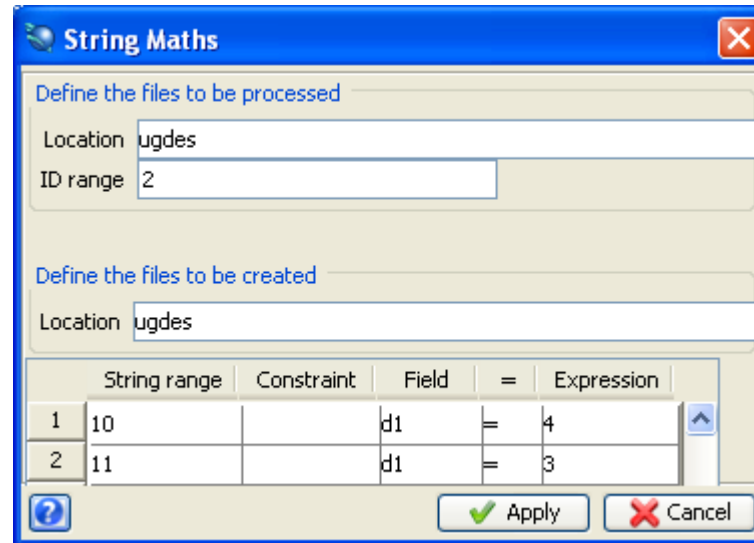 String Maths
Define the files to be processed
Location ugdes
ID range 2
Define the files to be created
Location ugdes
String range Constraint Field = Expression
1 10 d1 = 4
2 11 d1 = 3
? Apply Cancel